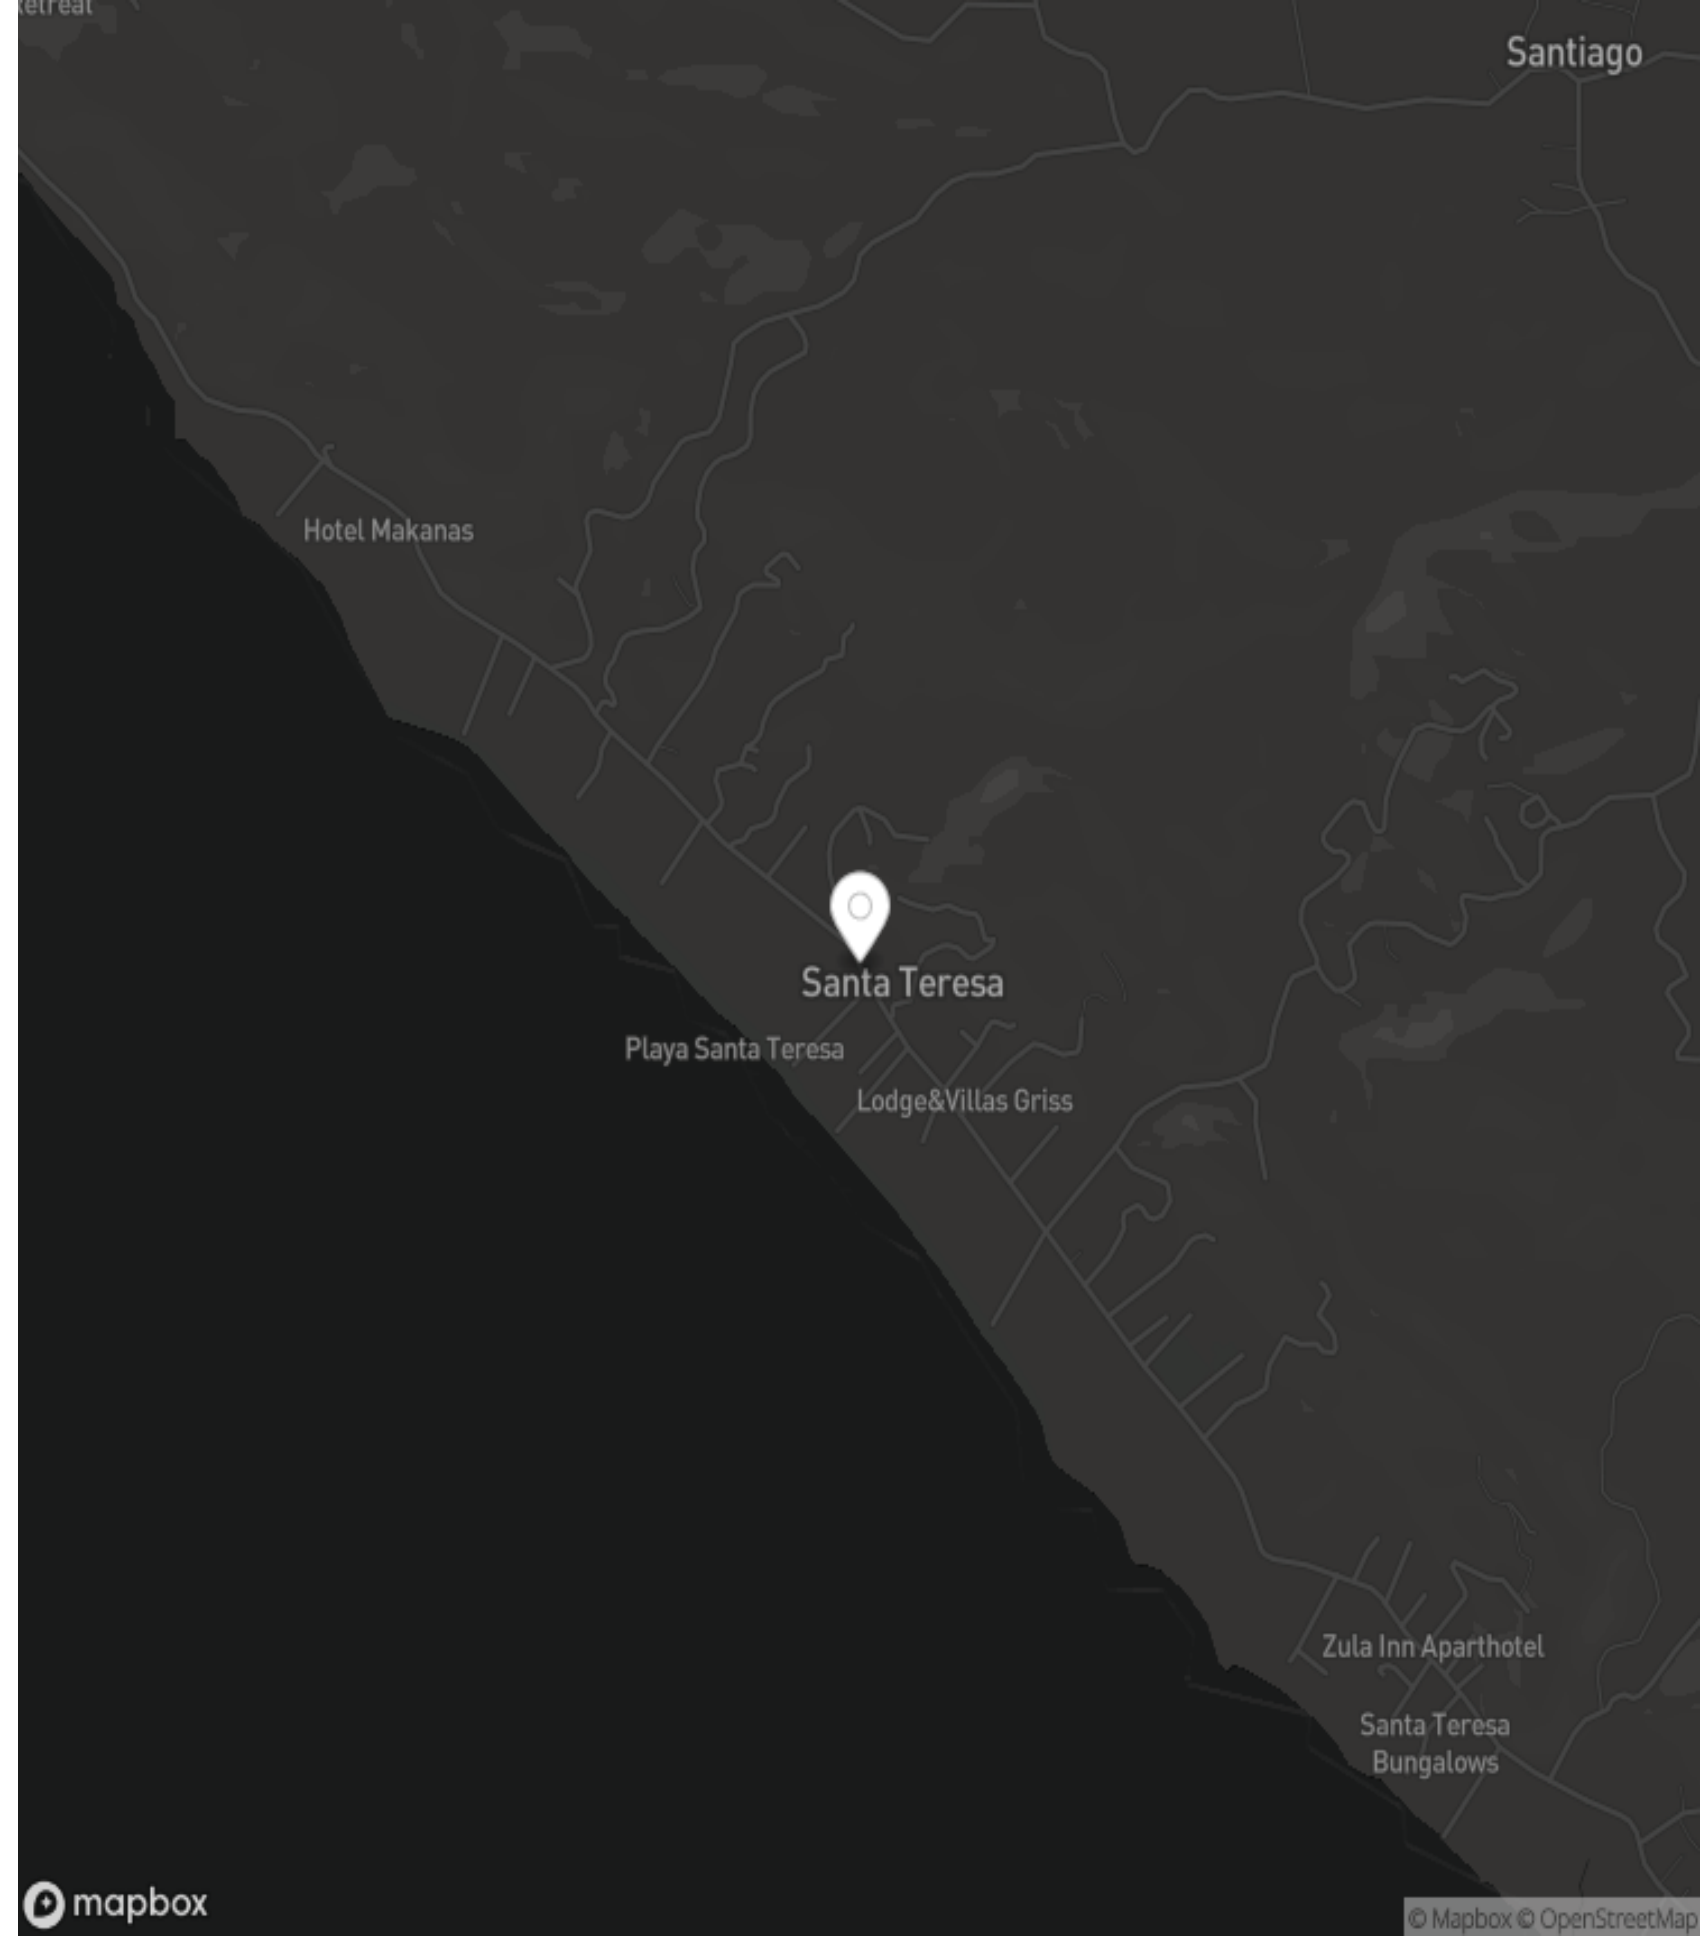 etreat
Santiago
Hotel Makanas
Santa Teresa
Playa Santa Teresa
Lodge&Villas Griss
Zula Inn Aparthotel
Santa Teresa
Bungalows
mapbox
© Mapbox © OpenStreetMap